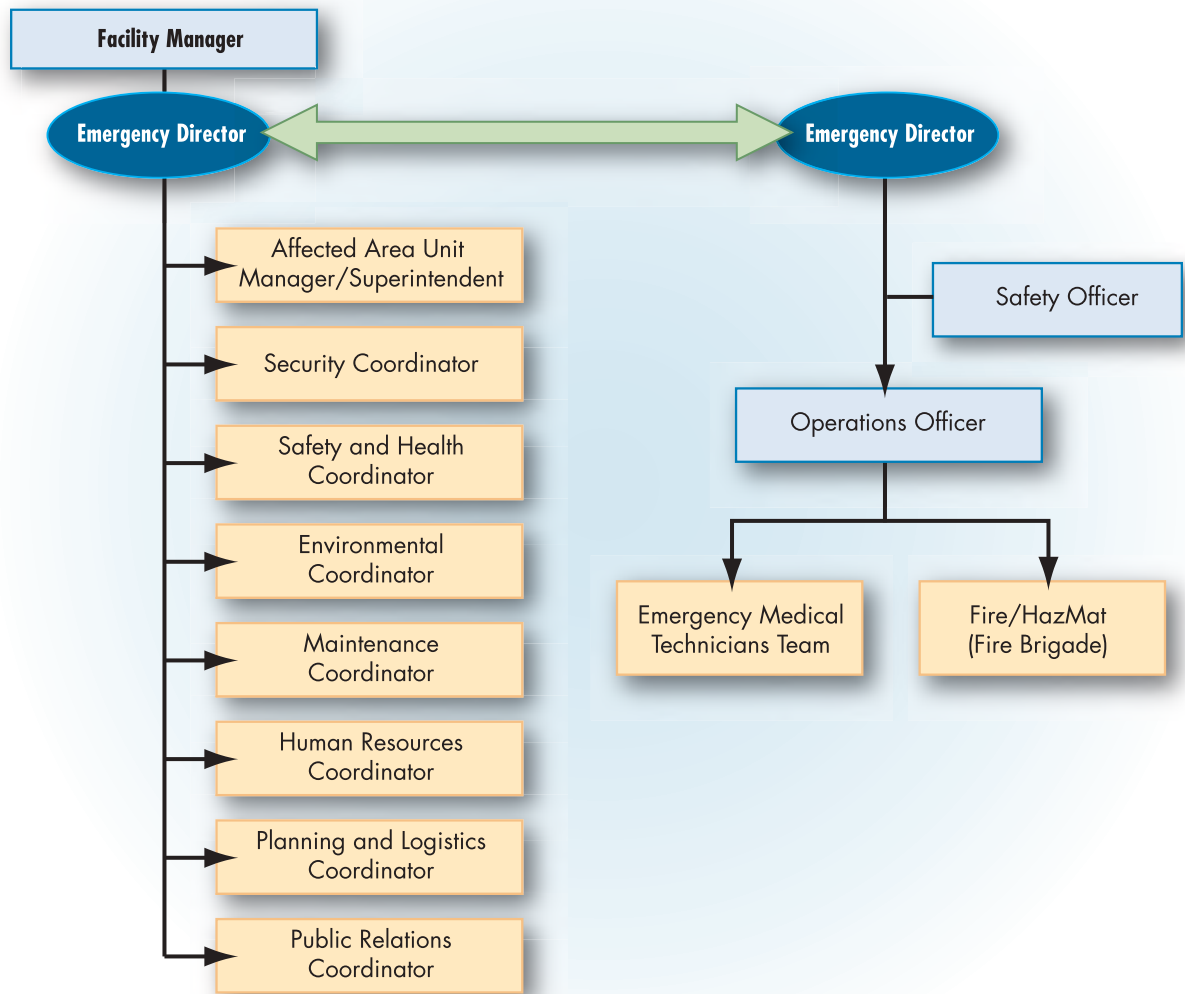 Facility Manager
Emergency Director
Emergency Director
Affected Area Unit
Manager/Superintendent
Security Coordinator
Safety and Health
Coordinator
Environmental
Coordinator
Maintenance
Coordinator
Human Resources
Coordinator
Planning and Logistics
Coordinator
Public Relations
Coordinator
Safety Officer
Operations Officer
Emergency Medical
Technicians Team
Fire/HazMat
(Fire Brigade)